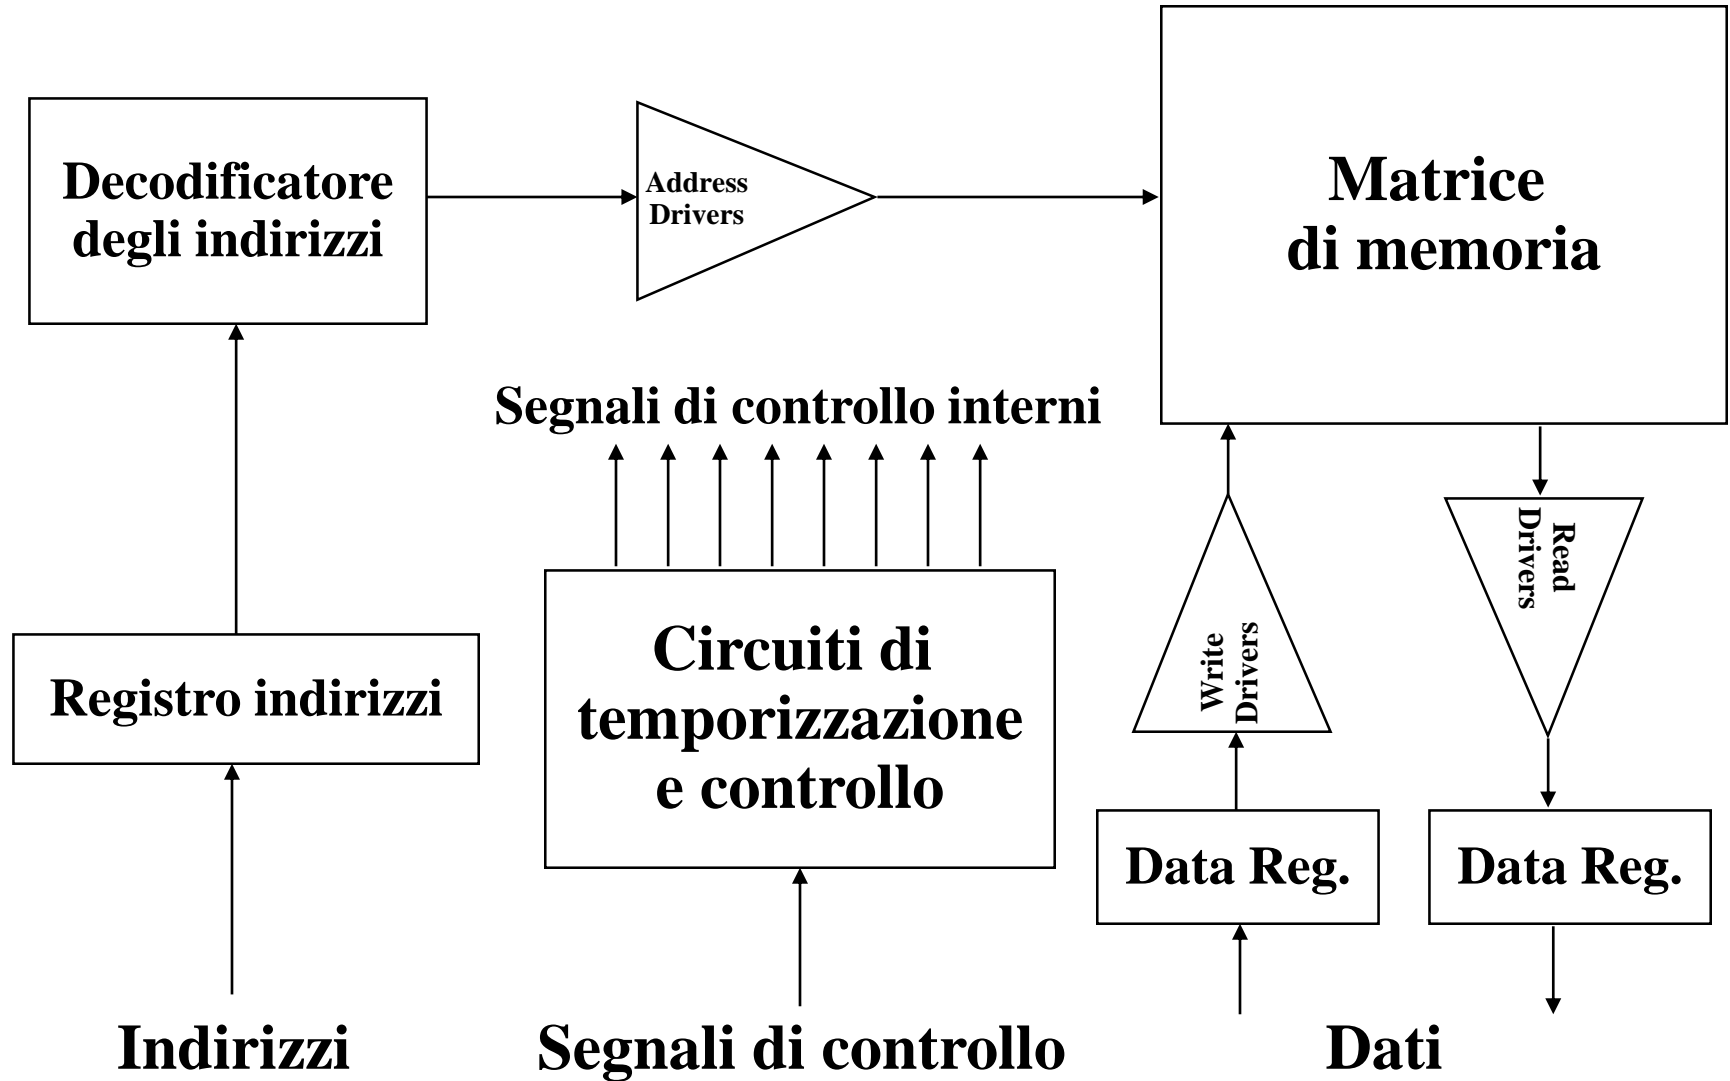 Decodificatore
degli indirizzi
Address
Drivers
Matrice
di memoria
Segnali di controllo interni
Registro indirizzi
Circuiti di
temporizzazione
e controllo
Write
Drivers
Read
Drivers
Data Reg.
Data Reg.
Indirizzi
Segnali di controllo
Dati